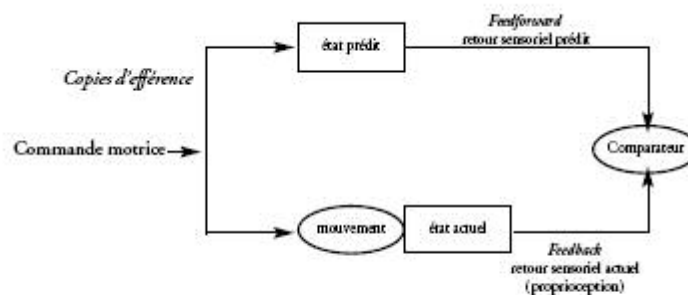 Feedforward
retour sensoriel prédit
état prédit
Copies d'efférence
Commande motrice
Comparateur
mouvement
état actuel
Feedback
retour sensoriel actuel
(proprioception)